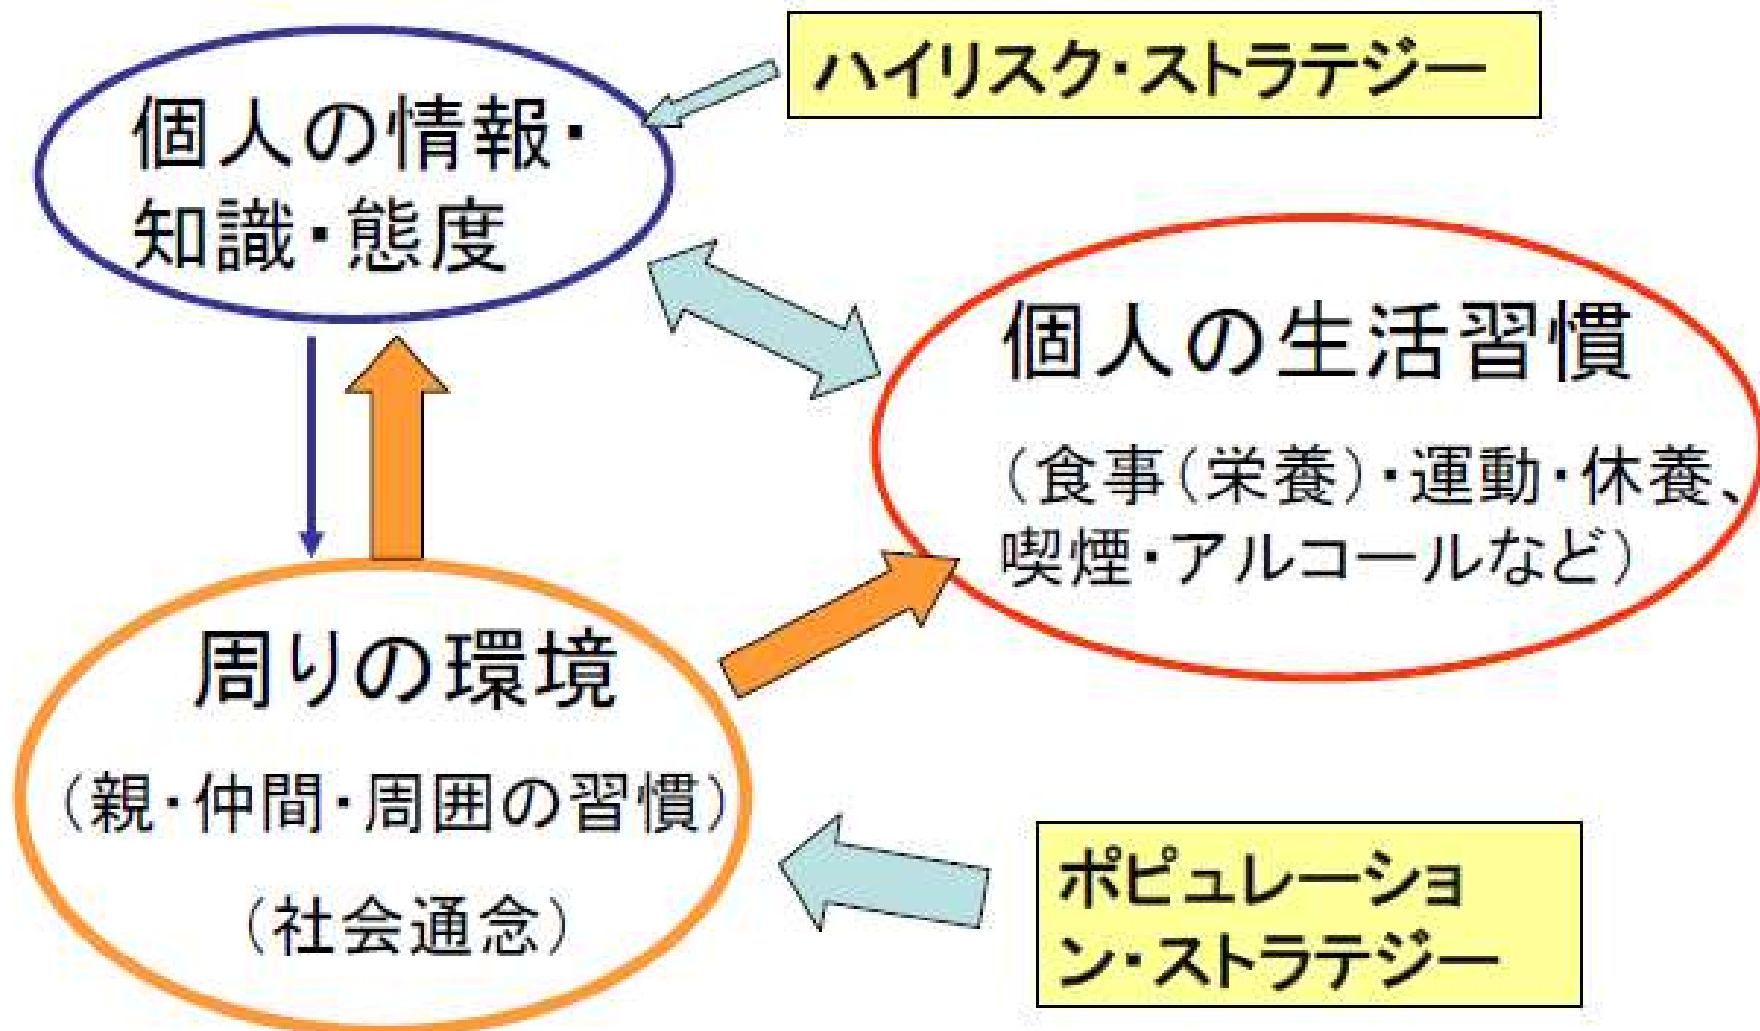 ハイリスク・ストラテジー
個人の情報・
知識・態度
個人の生活習慣
（食事（栄養）・運動・休養、
喫煙・アルコールなど）
周りの環境
（親・仲間・周囲の習慣）
（社会通念）
ポピュレーショ
ン・ストラテジー